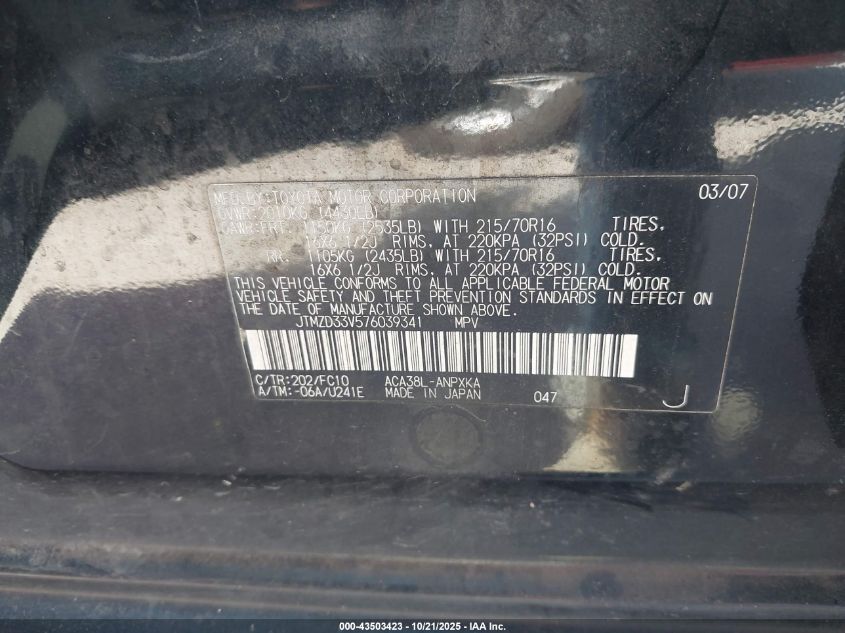 MFD.BY:TOYOTA MOTOR CORPORATION 03/07
GVWR:2010KG (4430LB)
GAWR:FRT. 1150KG (2535LB) WITH 215/70R16 TIRES,
16X6 1/2J RIMS, AT 220KPA (32PSI) COLD.
RR. 1105KG (2435LB) WITH 215/70R16 TIRES,
16X6 1/2J RIMS, AT 220KPA (32PSI) COLD.
THIS VEHICLE CONFORMS TO ALL APPLICABLE FEDERAL MOTOR
VEHICLE SAFETY AND THEFT PREVENTION STANDARDS IN EFFECT ON
THE DATE OF MANUFACTURE SHOWN ABOVE.
JTMZD33V576039341 MPV
C/TR:202/FC10 ACA38L-ANPXKA
A/TM:-06A/U241E MADE IN JAPAN 047 J
000-43503423 - 10/21/2025 - IAA Inc.